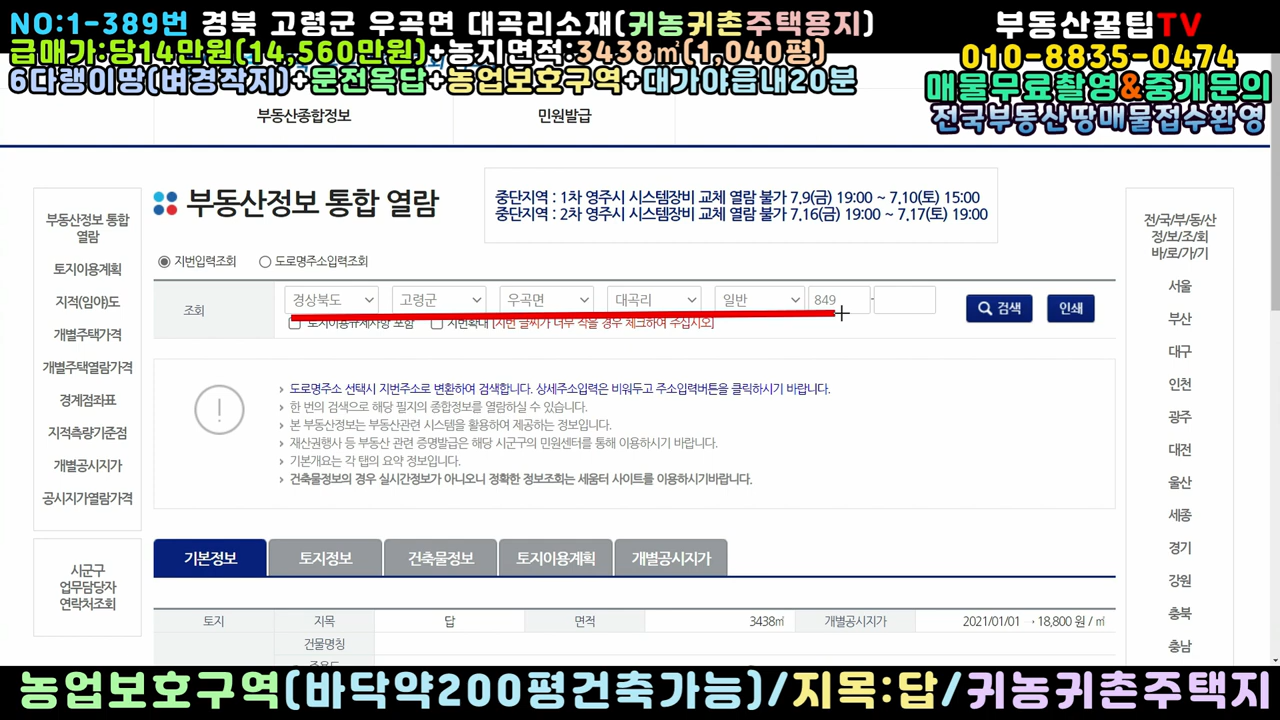 NO:1-389번 경북 고령군 우곡면 대곡리소재(귀농귀촌주택용지)
급매가:당14만원(14,560만원)+농지면적:3438㎡(1,040평)
6다랭이땅(벼경작지)+문전옥답+농업보호구역+대가야읍내20분
부동산꿀팁TV
010-8835-0474
매물무료촬영&중개문의
전국부동산땅매물접수환영
부동산종합정보
민원발급
부동산정보 통합 열람
토지이용계획
지적(임야)도
개별주택가격
개별주택열람가격
경계점좌표
지적측량기준점
개별공시지가
공시지가열람가격
시군구
업무담당자
연락처조회
부동산정보 통합 열람
중단지역 : 1차 영주시 시스템장비 교체 열람 불가 7.9(금) 19:00 ~ 7.10(토) 15:00
중단지역 : 2차 영주시 시스템장비 교체 열람 불가 7.16(금) 19:00 ~ 7.17(토) 19:00
지번입력조회 도로명주소입력조회
조회 경상북도 고령군 우곡면 대곡리 일반 849 - 검색 인쇄
토지이용규제사항 포함 지번확대 [지번 글씨가 너무 작을 경우 체크하여 주십시오]
도로명주소 선택시 지번주소로 변환하여 검색합니다. 상세주소입력은 비워두고 주소입력버튼을 클릭하시기 바랍니다.
한 번의 검색으로 해당 필지의 종합정보를 열람하실 수 있습니다.
본 부동산정보는 부동산관련 시스템을 활용하여 제공하는 정보입니다.
재산권행사 등 부동산 관련 증명발급은 해당 시군구의 민원센터를 통해 이용하시기 바랍니다.
기본개요는 각 탭의 요약 정보입니다.
건축물정보의 경우 실시간정보가 아니오니 정확한 정보조회는 세움터 사이트를 이용하시기바랍니다.
기본정보 토지정보 건축물정보 토지이용계획 개별공시지가
토지 지목 답 면적 3438㎡ 개별공시지가 2021/01/01 → 18,800 원 / ㎡
건물명칭
전/국/부/동/산
정/보/조/회
바/로/가/기
서울
부산
대구
인천
광주
대전
울산
세종
경기
강원
충북
충남
농업보호구역(바닥약200평건축가능)/지목:답/귀농귀촌주택지